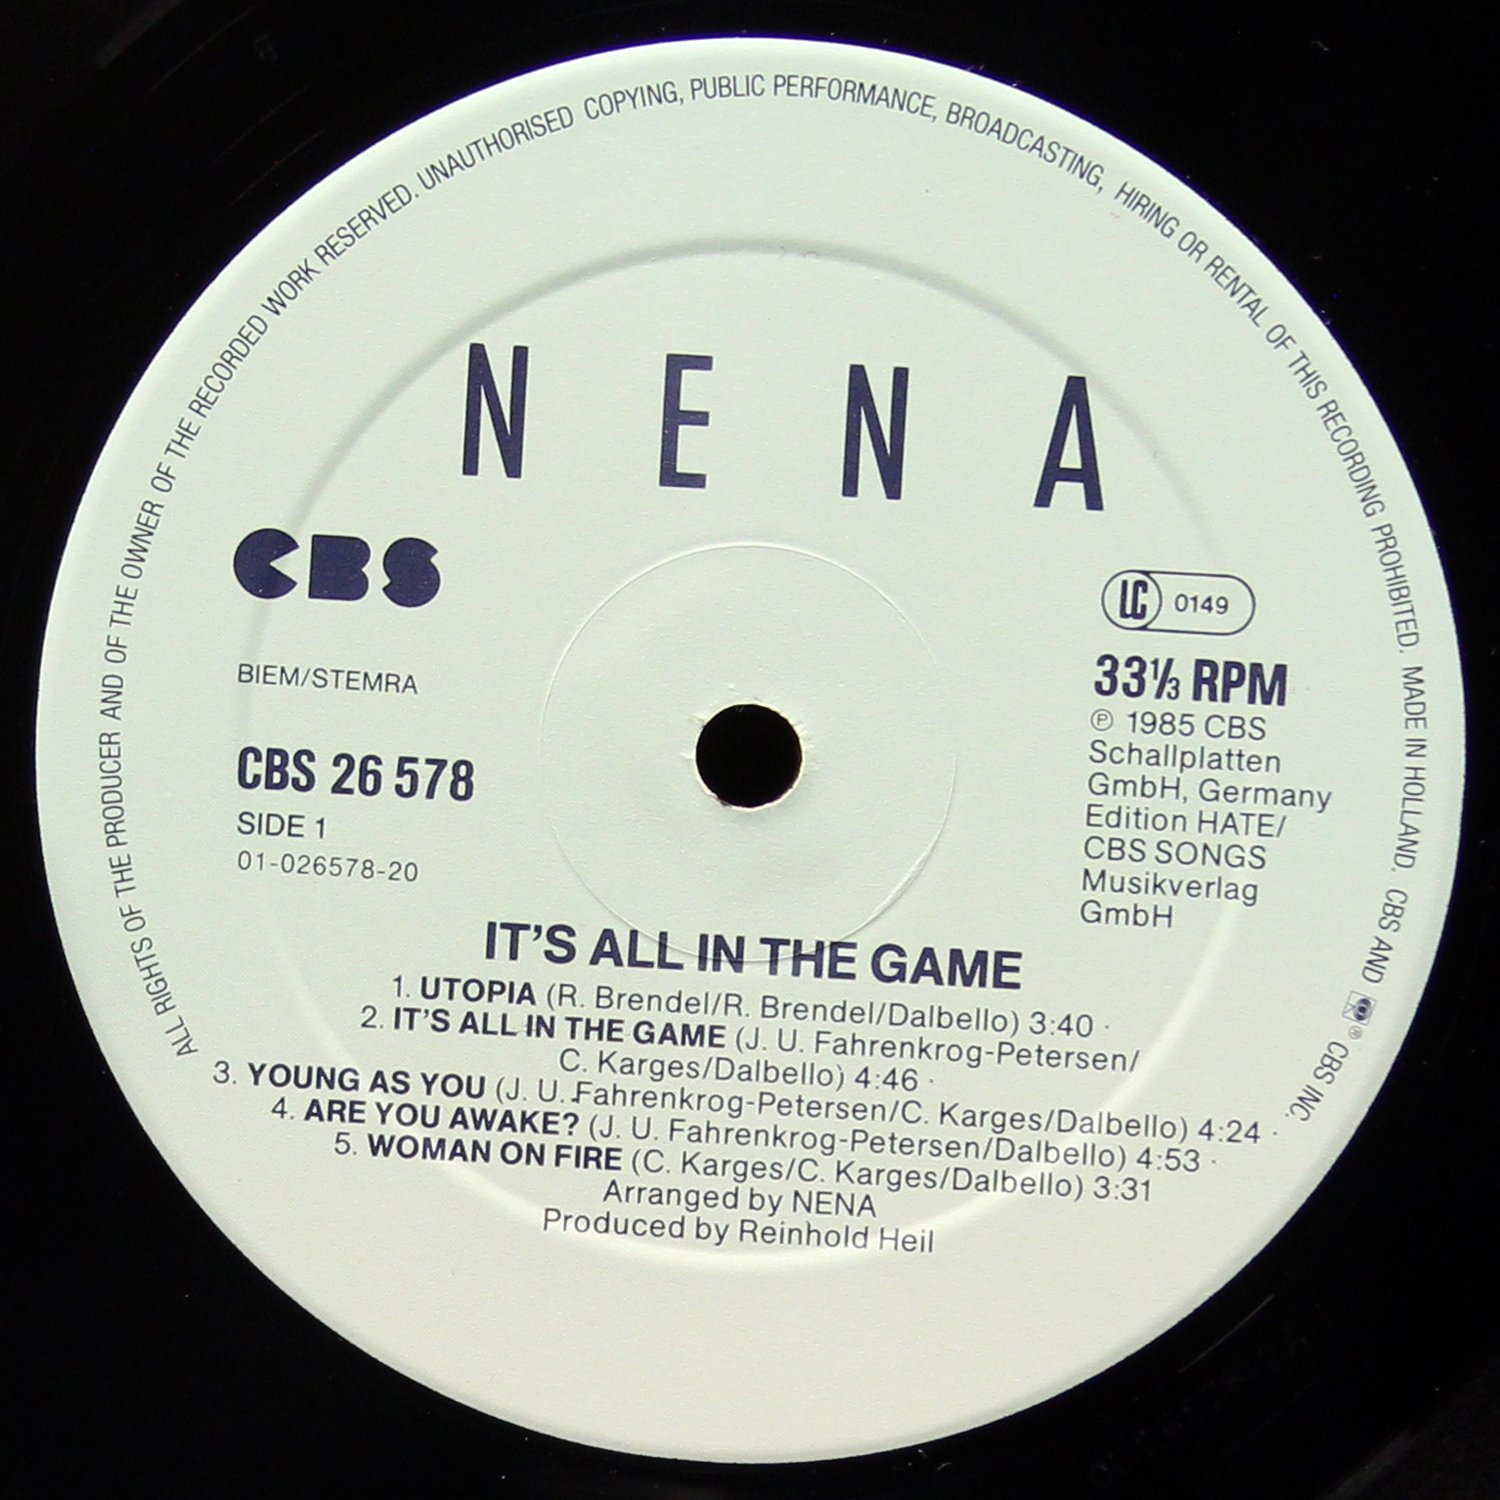 ALL RIGHTS OF THE PRODUCER AND OF THE OWNER OF THE RECORDED WORK RESERVED. UNAUTHORISED COPYING, PUBLIC PERFORMANCE, BROADCASTING, HIRING OR RENTAL OF THIS RECORDING PROHIBITED. MADE IN HOLLAND. CBS AND ® CBS INC.
NENA
CBS
BIEM/STEMRA
CBS 26 578
SIDE 1
01-026578-20
LC 0149
33⅓ RPM
℗ 1985 CBS
Schallplatten
GmbH, Germany
Edition HATE/
CBS SONGS
Musikverlag
GmbH
IT'S ALL IN THE GAME
1. UTOPIA (R. Brendel/R. Brendel/Dalbello) 3:40 ·
2. IT'S ALL IN THE GAME (J. U. Fahrenkrog-Petersen/
C. Karges/Dalbello) 4:46 ·
3. YOUNG AS YOU (J. U. Fahrenkrog-Petersen/C. Karges/Dalbello) 4:24 ·
4. ARE YOU AWAKE? (J. U. Fahrenkrog-Petersen/Dalbello) 4:53 ·
5. WOMAN ON FIRE (C. Karges/C. Karges/Dalbello) 3:31
Arranged by NENA
Produced by Reinhold Heil